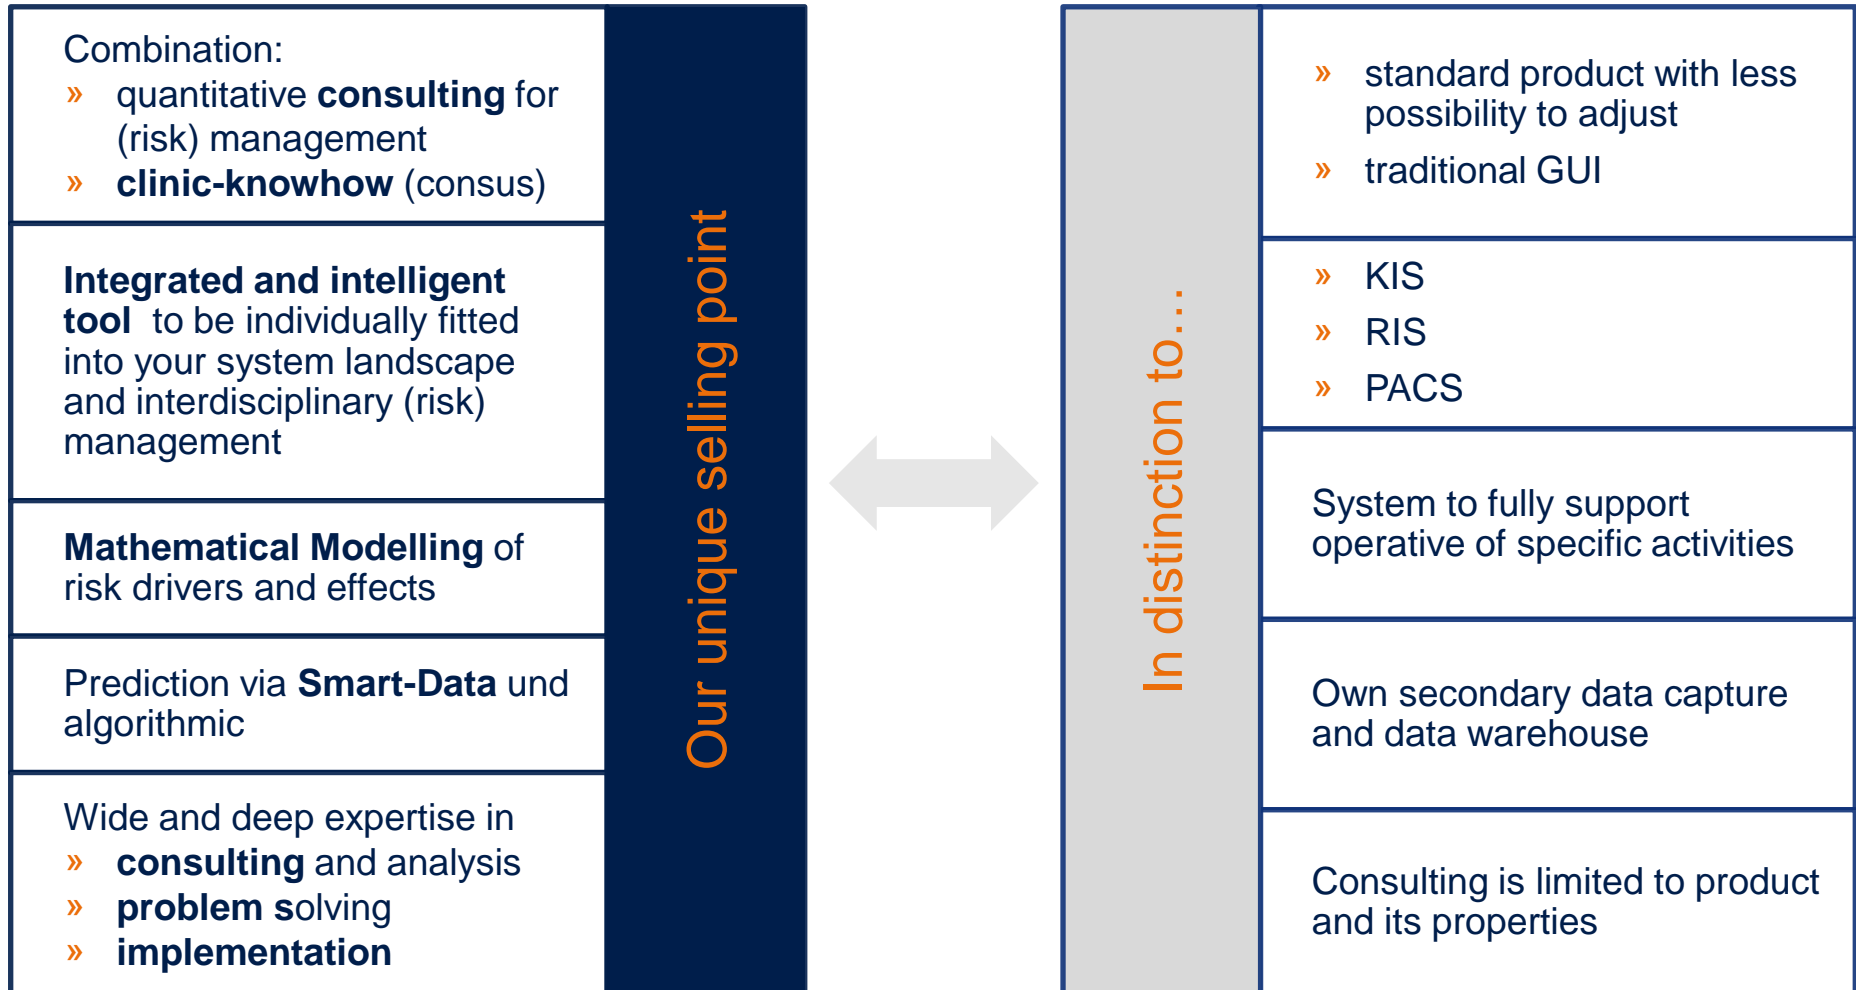 Combination:
» quantitative consulting for
(risk) management
» clinic-knowhow (consus)
Integrated and intelligent
tool to be individually fitted
into your system landscape
and interdisciplinary (risk)
management
Mathematical Modelling of
risk drivers and effects
Prediction via Smart-Data und
algorithmic
Wide and deep expertise in
» consulting and analysis
» problem solving
» implementation
Our unique selling point
In distinction to…
» standard product with less
possibility to adjust
» traditional GUI
» KIS
» RIS
» PACS
System to fully support
operative of specific activities
Own secondary data capture
and data warehouse
Consulting is limited to product
and its properties